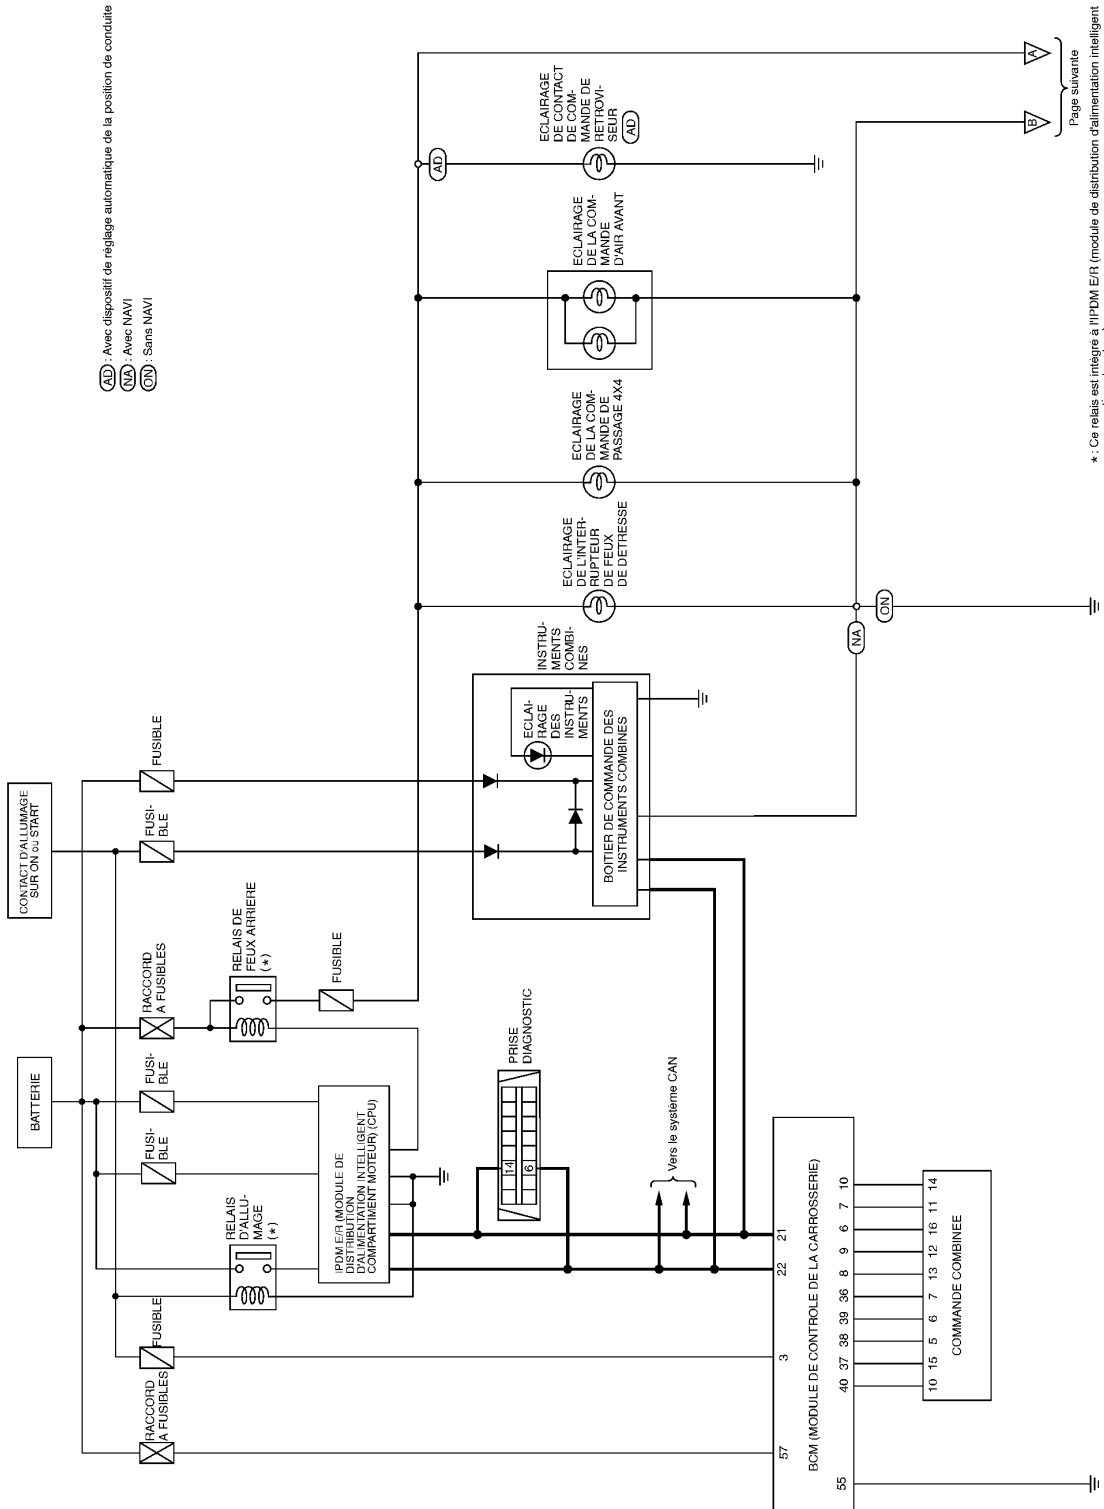 BATTERIE
CONTACT D'ALLUMAGE
SUR ON ou START
RACCORD
A FUSIBLES
FUSIBLE
RELAIS
D'ALLU-
MAGE
(*)
FUSI-
BLE
FUSI-
BLE
RACCORD
A FUSIBLES
RELAIS DE
FEUX ARRIERE
(*)
FUSIBLE
FUSI-
BLE
FUSIBLE
IPDM E/R (MODULE DE
DISTRIBUTION
D'ALIMENTATION INTELLIGENT
COMPARTIMENT MOTEUR) (CPU)
PRISE
DIAGNOSTIC
14
6
Vers le système CAN
INSTRU-
MENTS
COMBI-
NES
ECLAI-
RAGE
DES
INSTRU-
MENTS
BOITIER DE COMMANDE DES
INSTRUMENTS COMBINES
ECLAIRAGE
DE L'INTER-
RUPTEUR
DE FEUX
DE DETRESSE
ECLAIRAGE
DE LA COM-
MANDE DE
PASSAGE 4X4
ECLAIRAGE
DE LA COM-
MANDE
D'AIR AVANT
ECLAIRAGE
DE CONTACT
DE COM-
MANDE DE
RETROVI-
SEUR
AD
AD
NA
ON
AD : Avec dispositif de réglage automatique de la position de conduite
NA : Avec NAVI
ON : Sans NAVI
A
B
Page suivante
57
3
22
21
BCM (MODULE DE CONTROLE DE LA CARROSSERIE)
55
40 37 38 39 36 8 9 6 7 10
10 15 5 6 7 13 12 16 11 14
COMMANDE COMBINEE
* : Ce relais est intégré à l'IPDM E/R (module de distribution d'alimentation intelligent